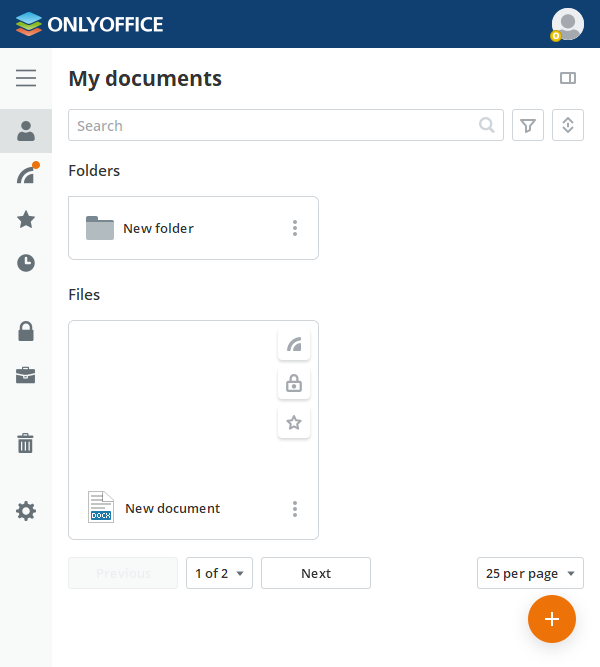 ONLYOFFICE
0
My documents
Search
Folders
New folder
Files
DOCX
New document
Previous
1 of 2
Next
25 per page